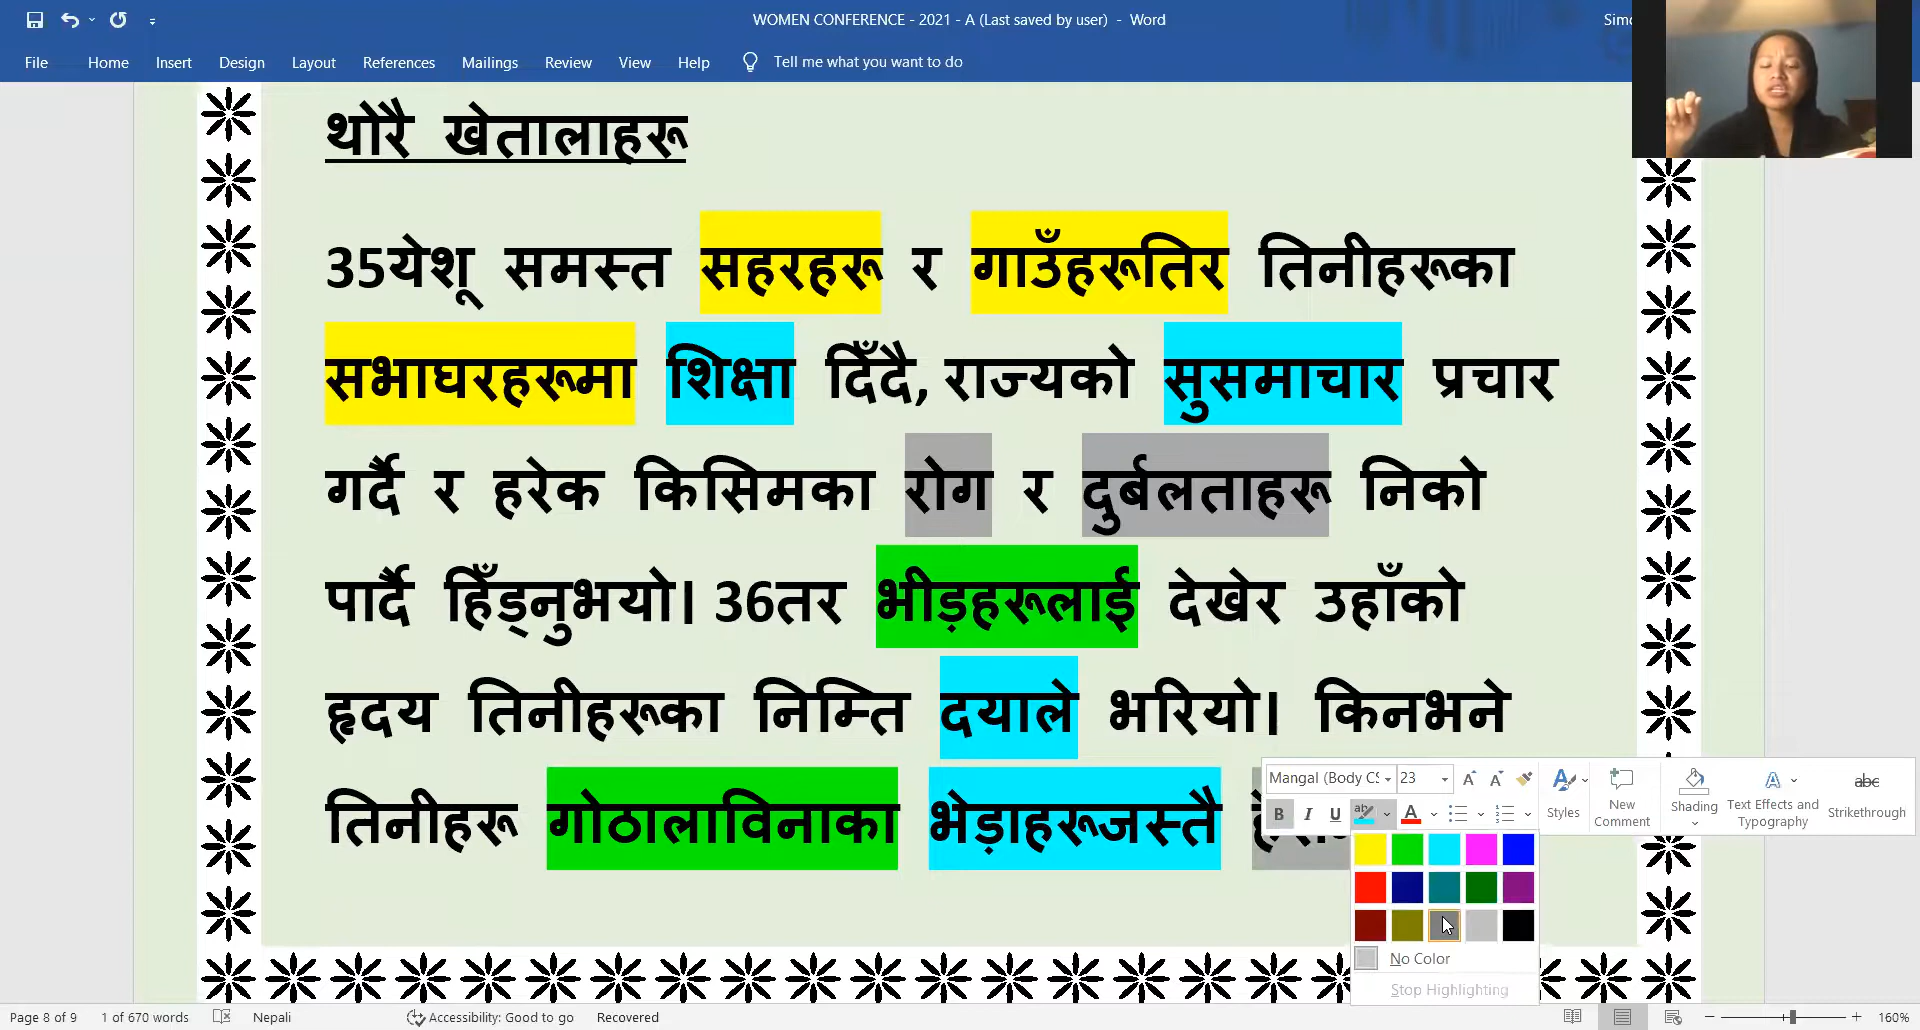 WOMEN CONFERENCE - 2021 - A (Last saved by user) - Word
File Home Insert Design Layout References Mailings Review View Help Tell me what you want to do
थोरै खेतालाहरू
35येशू समस्त सहरहरू र गाउँहरूतिर तिनीहरूका
सभाघरहरूमा शिक्षा दिँदै, राज्यको सुसमाचार प्रचार
गर्दै र हरेक किसिमका रोग र दुर्बलताहरू निको
पार्दै हिँड्नुभयो। 36तर भीड़हरूलाई देखेर उहाँको
हृदय तिनीहरूका निम्ति दयाले भरियो। किनभने
तिनीहरू गोठालाविनाका भेड़ाहरूजस्तै
Mangal (Body CS 23
B I U Styles New Comment Shading Text Effects and Typography Strikethrough
No Color
Stop Highlighting
Page 8 of 9 1 of 670 words Nepali Accessibility: Good to go Recovered 160%